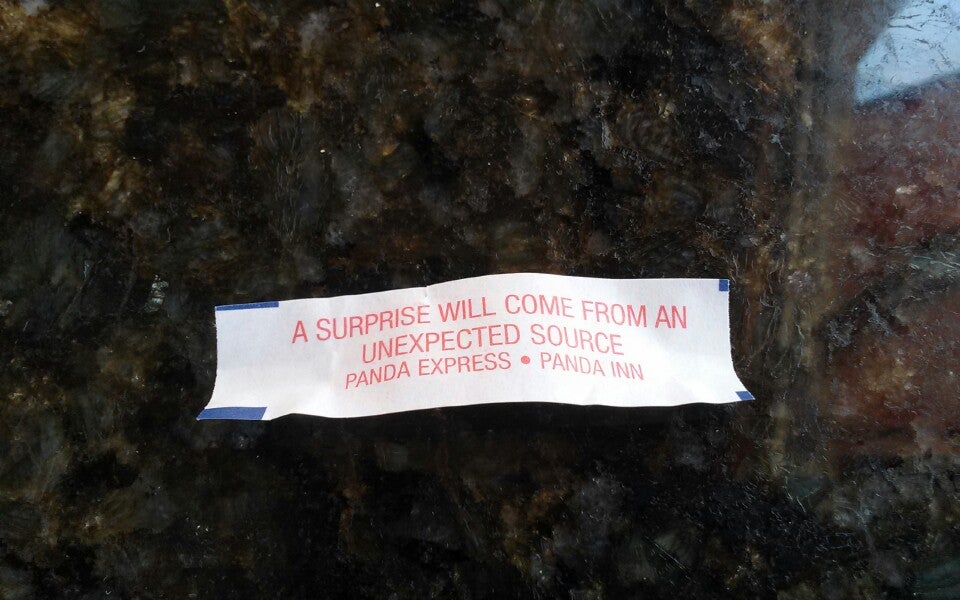 A SURPRISE WILL COME FROM AN
UNEXPECTED SOURCE
PANDA EXPRESS • PANDA INN